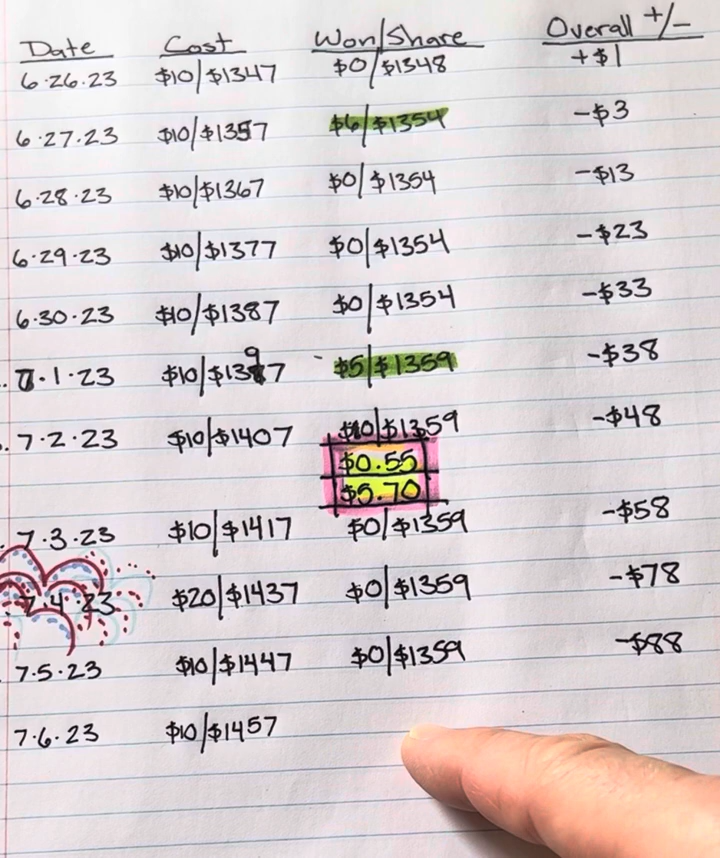 Date Cost Won/Share Overall +/-
6.26.23 $10/$1347 $0/$1348 +$1
6.27.23 $10/$1357 $6/$1354 -$3
6.28.23 $10/$1367 $0/$1354 -$13
6.29.23 $10/$1377 $0/$1354 -$23
6.30.23 $10/$1387 $0/$1354 -$33
7.1.23 $10/$1397 $5/$1359 -$38
7.2.23 $10/$1407 $0/$1359 -$48
$0.55
$5.70
7.3.23 $10/$1417 $0/$1359 -$58
7.4.23 $20/$1437 $0/$1359 -$78
7.5.23 $10/$1447 $0/$1359 -$88
7.6.23 $10/$1457